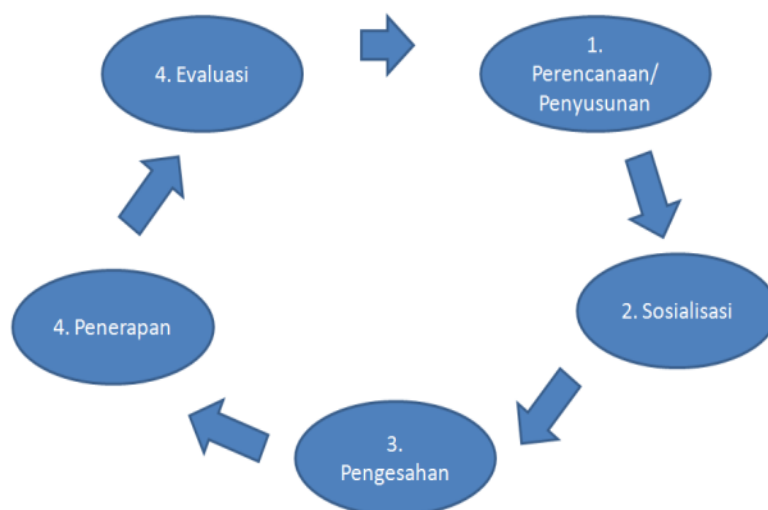 1.
Perencanaan/
Penyusunan
2. Sosialisasi
3.
Pengesahan
4. Penerapan
4. Evaluasi